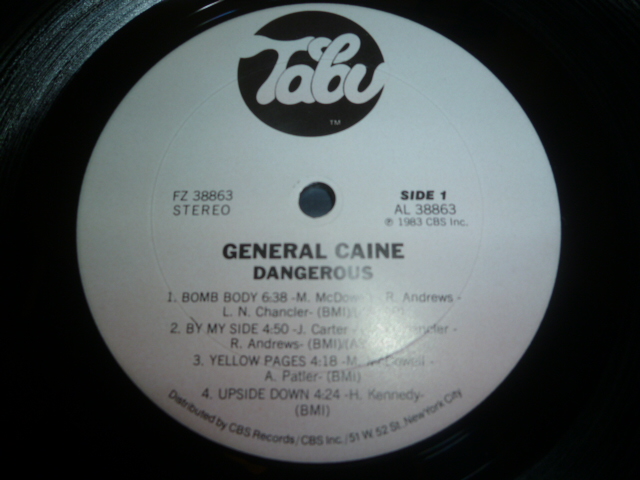 Tabu
TM
FZ 38863
STEREO
SIDE 1
AL 38863
℗ 1983 CBS Inc.
GENERAL CAINE
DANGEROUS
1. BOMB BODY 6:38 -M. R. Andrews -
L. N. Chancler- (BMI)
2. BY MY SIDE 4:50 -J. Carter -
R. Andrews- (BMI)
3. YELLOW PAGES 4:18 -M. McDowell -
A. Patler- (BMI)
4. UPSIDE DOWN 4:24 -H. Kennedy-
(BMI)
Distributed by CBS Records/CBS Inc./51 W. 52 St. New York City